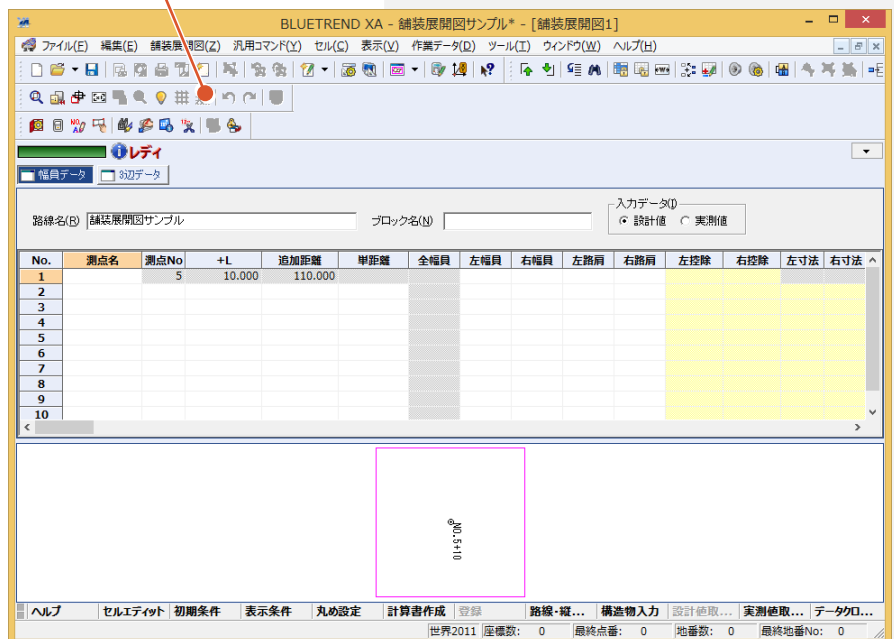 BLUETREND XA - 舗装展開図サンプル* - [舗装展開図1]
ファイル(F) 編集(E) 舗装展開図(Z) 汎用コマンド(Y) セル(C) 表示(V) 作業データ(D) ツール(T) ウィンドウ(W) ヘルプ(H)
レディ
幅員データ 3辺データ
入力データ(I)
路線名(R) 舗装展開図サンプル ブロック名(N) 設計値 実測値
No. 測点名 測点No +L 追加距離 単距離 全幅員 左幅員 右幅員 左路肩 右路肩 左控除 右控除 左寸法 右寸法
1 5 10.000 110.000
2
3
4
5
6
7
8
9
10
NO.5+10
ヘルプ セルエディット 初期条件 表示条件 丸め設定 計算書作成 登録 路線・縦... 構造物入力 設計値取... 実測値取... データクロ...
世界2011 座標数: 0 最終点番: 0 地番数: 0 最終地番No: 0